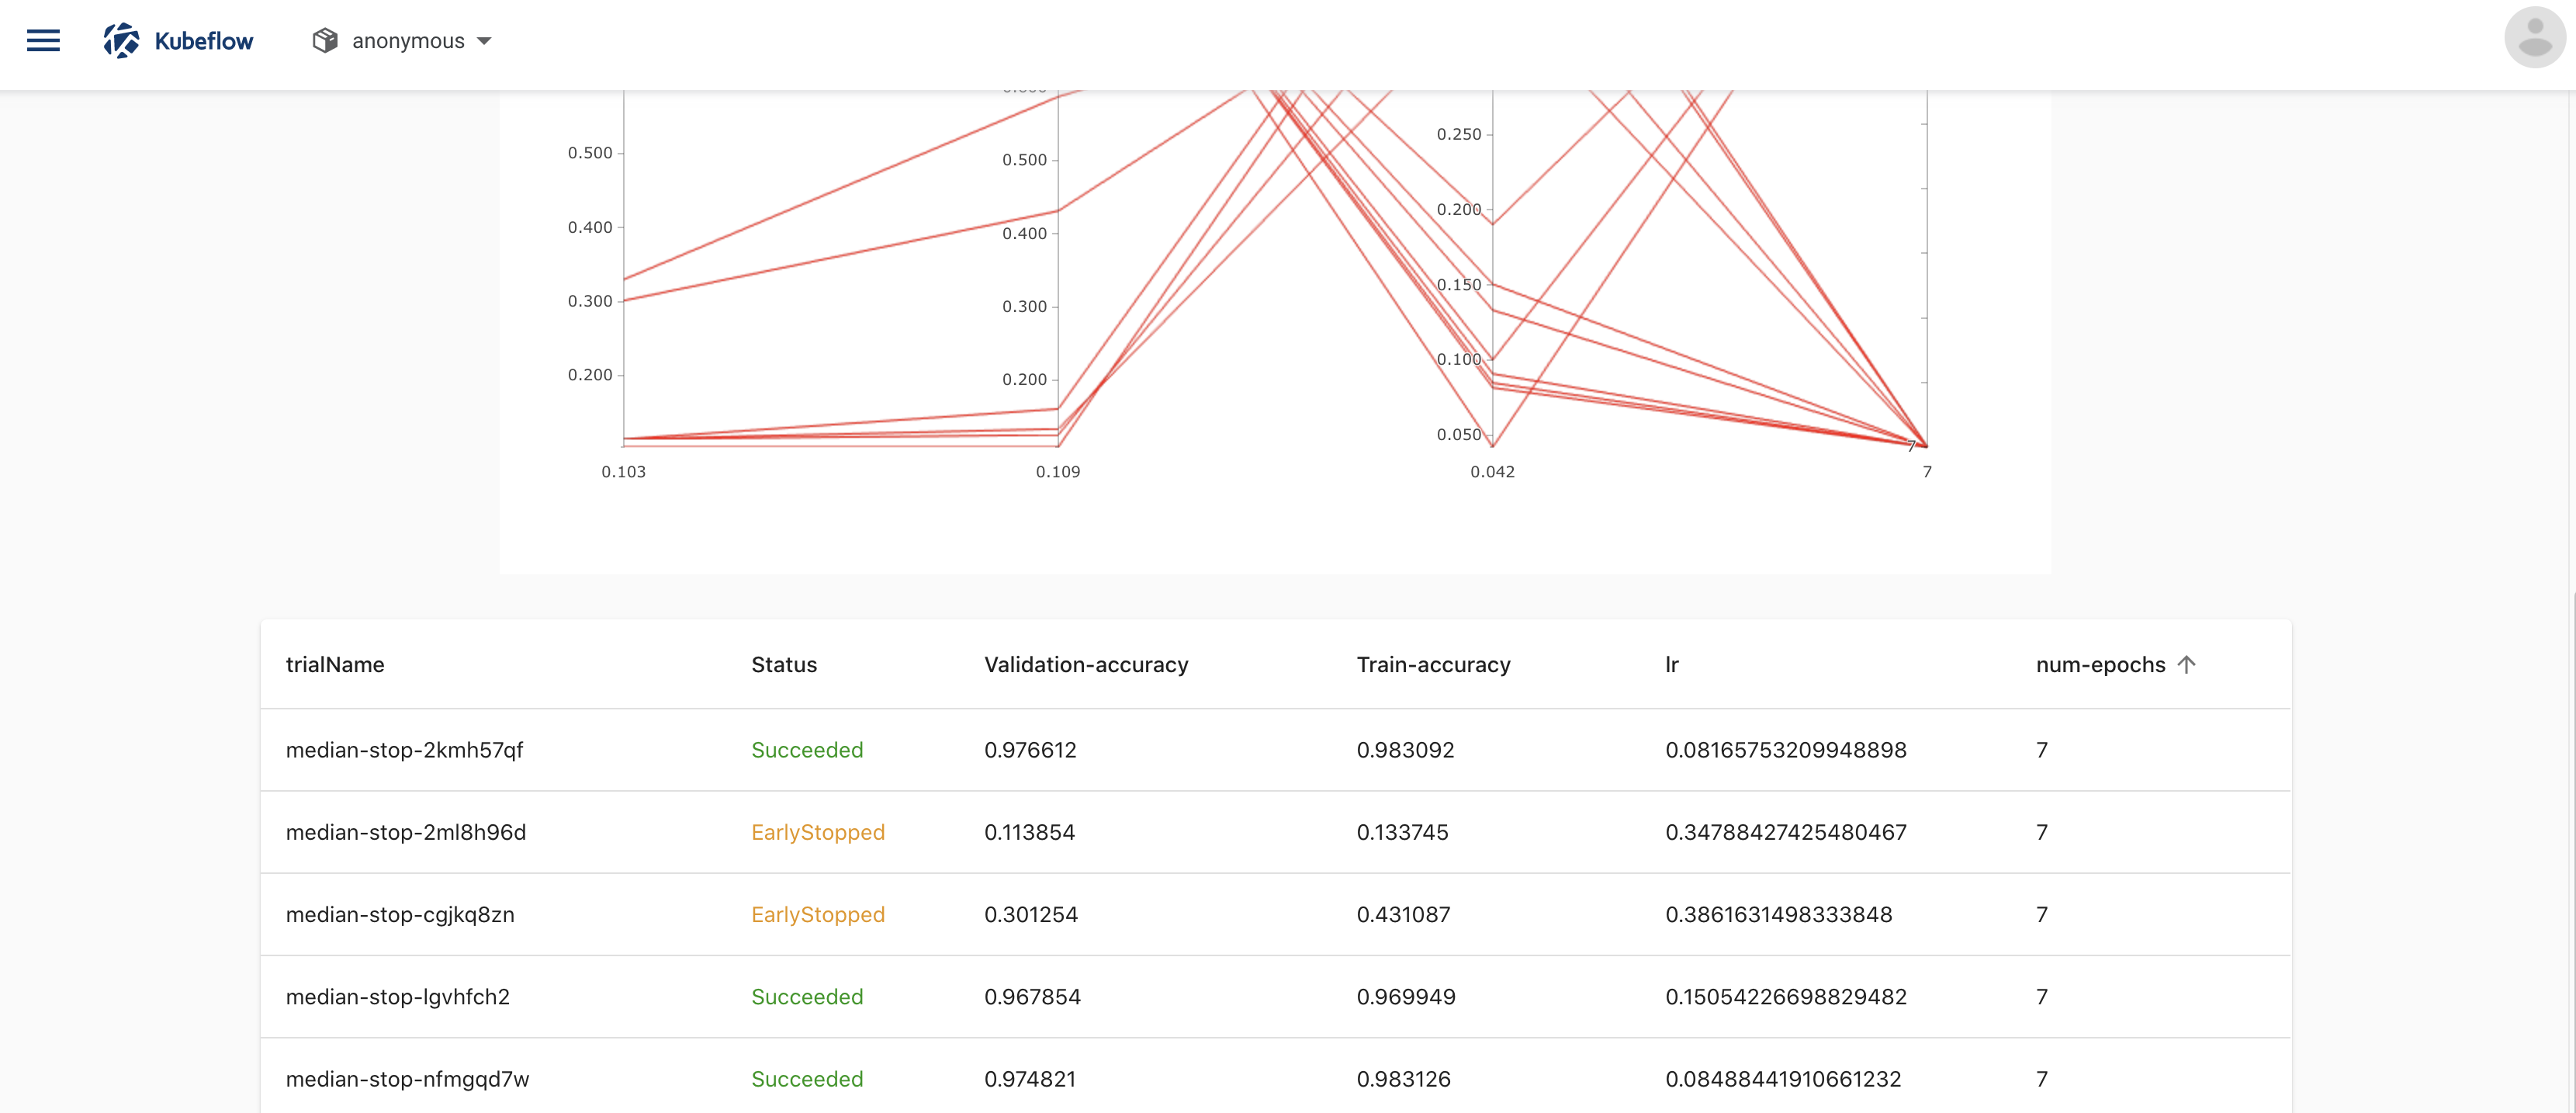 Kubeflow
anonymous
0.500
0.400
0.300
0.200
0.103
0.500
0.400
0.300
0.200
0.109
0.250
0.200
0.150
0.100
0.050
0.042
7
7
trialName Status Validation-accuracy Train-accuracy lr num-epochs
median-stop-2kmh57qf Succeeded 0.976612 0.983092 0.08165753209948898 7
median-stop-2ml8h96d EarlyStopped 0.113854 0.133745 0.34788427425480467 7
median-stop-cgjkq8zn EarlyStopped 0.301254 0.431087 0.3861631498333848 7
median-stop-lgvhfch2 Succeeded 0.967854 0.969949 0.15054226698829482 7
median-stop-nfmgqd7w Succeeded 0.974821 0.983126 0.08488441910661232 7